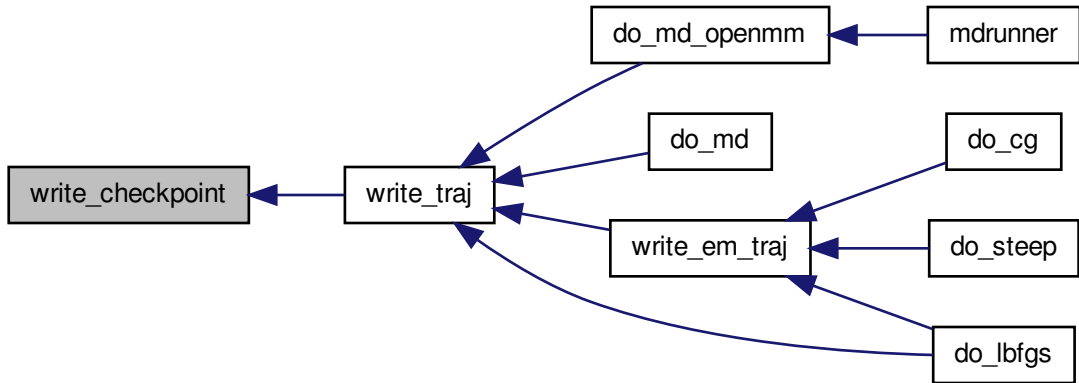 do_md_openmm
mdrunner
do_md
do_cg
write_checkpoint
write_traj
write_em_traj
do_steep
do_lbfgs